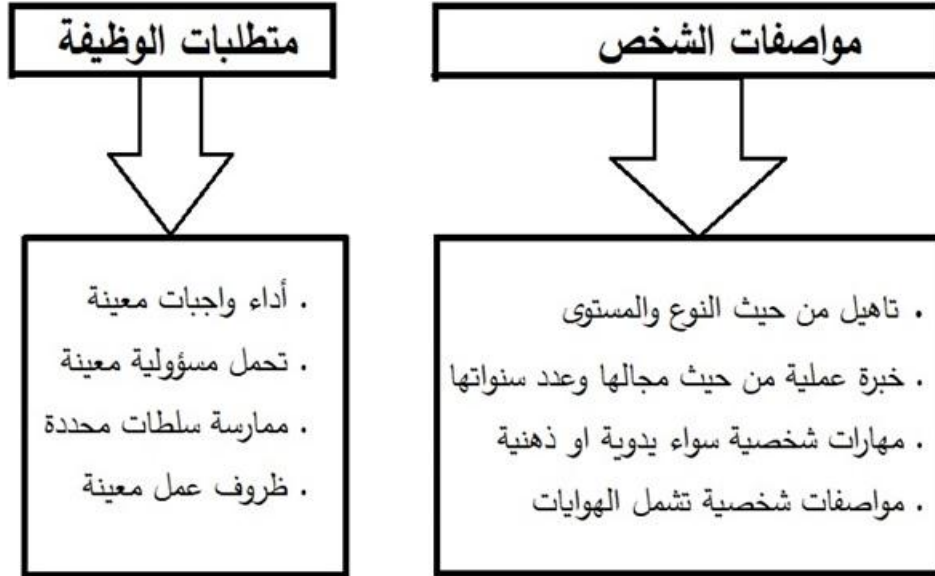 مواصفات الشخص
. تاهيل من حيث النوع والمستوى
. خبرة عملية من حيث مجالها وعدد سنواتها
. مهارات شخصية سواء يدوية او ذهنية
. مواصفات شخصية تشمل الهوايات
متطلبات الوظيفة
. أداء واجبات معينة
. تحمل مسؤولية معينة
. ممارسة سلطات محددة
. ظروف عمل معينة